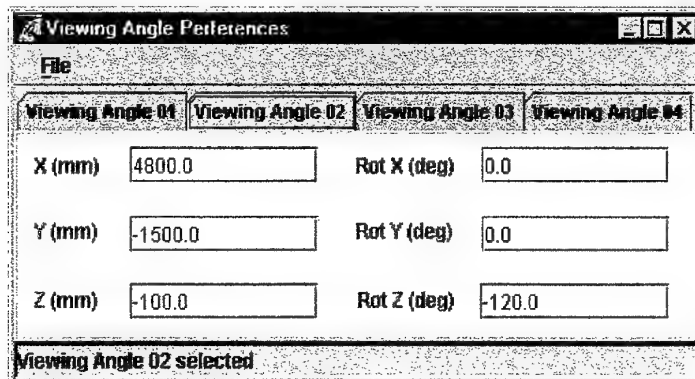 Viewing Angle Perferences
File
Viewing Angle 01 Viewing Angle 02 Viewing Angle 03 Viewing Angle 04
X (mm) 4800.0 Rot X (deg) 0.0
Y (mm) -1500.0 Rot Y (deg) 0.0
Z (mm) -100.0 Rot Z (deg) -120.0
Viewing Angle 02 selected